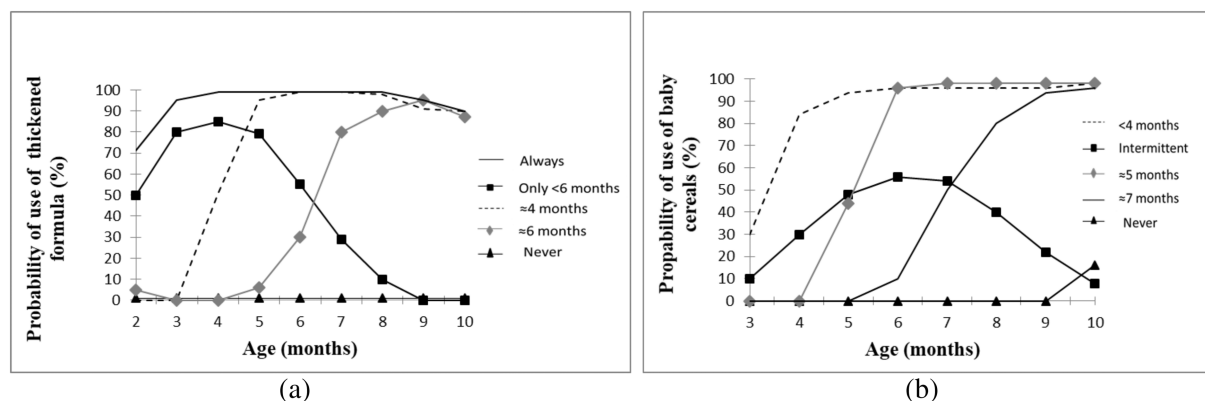 Probability of use of thickened
formula (%)
100
90
80
70
60
50
40
30
20
10
0
2 3 4 5 6 7 8 9 10
Age (months)
Always
Only <6 months
≈4 months
≈6 months
Never
(a)
Propability of use of baby
cereals (%)
100
90
80
70
60
50
40
30
20
10
0
3 4 5 6 7 8 9 10
Age (months)
<4 months
Intermittent
≈5 months
≈7 months
Never
(b)